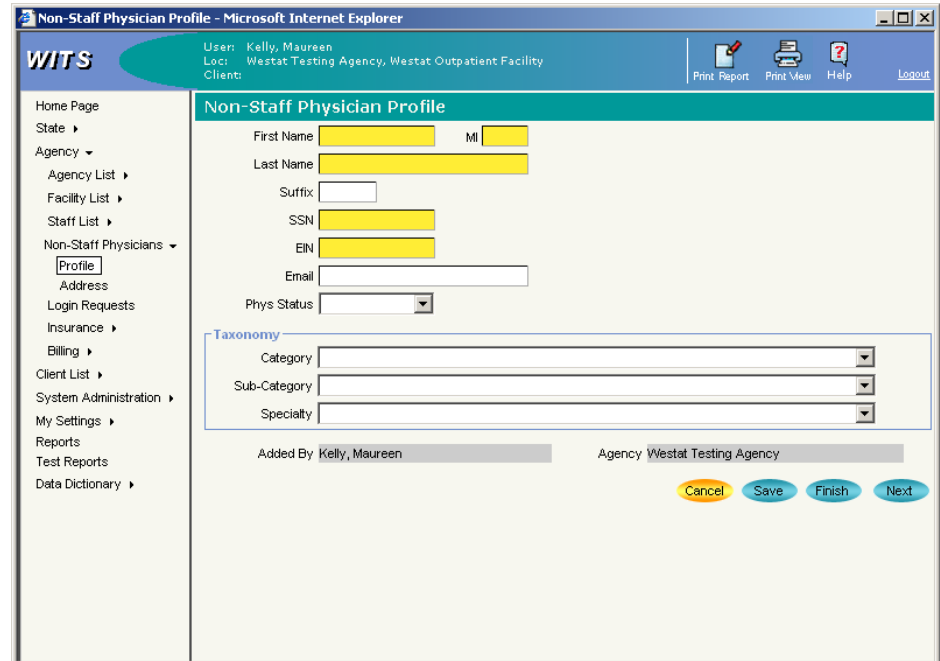 Non-Staff Physician Profile - Microsoft Internet Explorer
WITS
User: Kelly, Maureen
Loc: Westat Testing Agency, Westat Outpatient Facility
Client:
Print Report Print View Help Logout
Home Page
State
Agency
Agency List
Facility List
Staff List
Non-Staff Physicians
Profile
Address
Login Requests
Insurance
Billing
Client List
System Administration
My Settings
Reports
Test Reports
Data Dictionary
Non-Staff Physician Profile
First Name MI
Last Name
Suffix
SSN
EIN
Email
Phys Status
Taxonomy
Category
Sub-Category
Specialty
Added By Kelly, Maureen Agency Westat Testing Agency
Cancel Save Finish Next